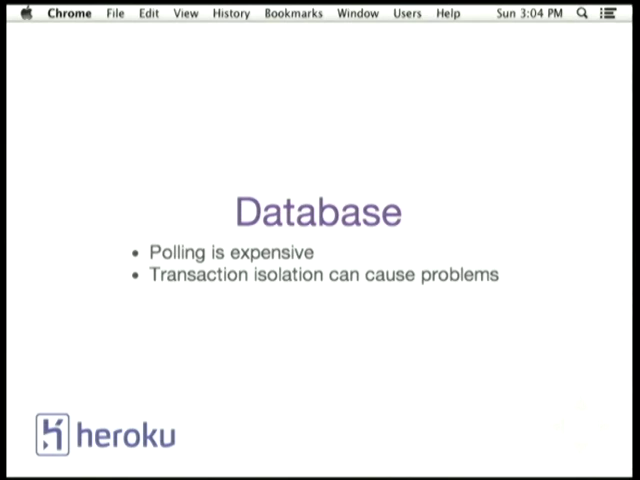 Chrome File Edit View History Bookmarks Window Users Help Sun 3:04 PM
Database
• Polling is expensive
• Transaction isolation can cause problems
heroku